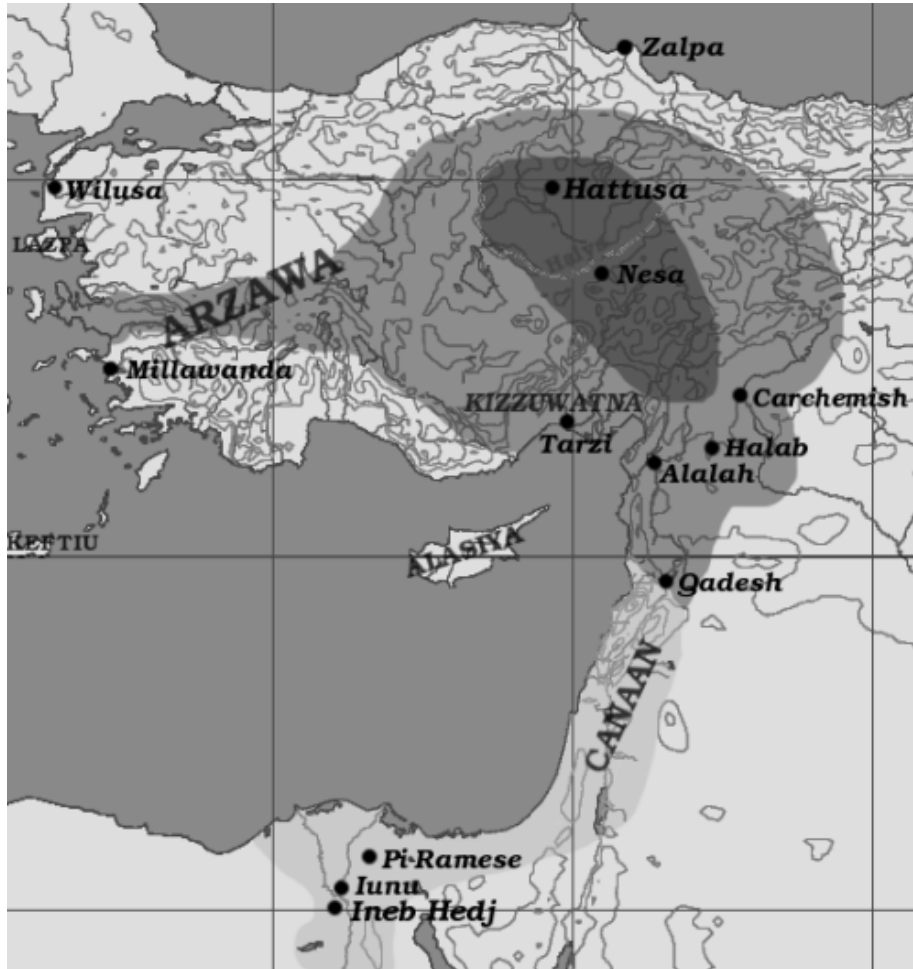 Zalpa
Wilusa
Hattusa
LAZPA
Nesa
ARZAWA
Millawanda
KIZZUWATNA
Carchemish
Tarzi
Halab
Alalah
KEFTIU
ALASIYA
Qadesh
CANAAN
Pi-Ramese
Iunu
Ineb Hedj